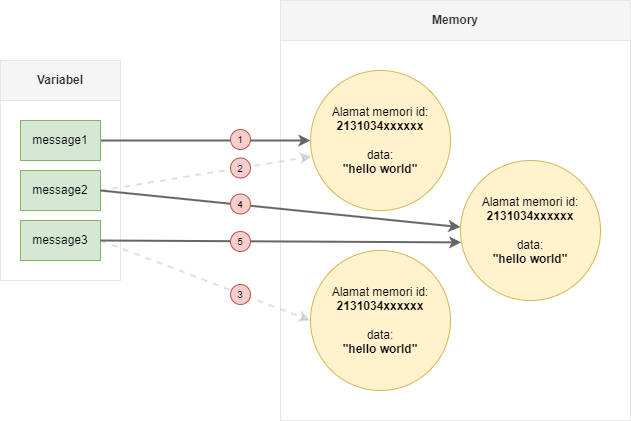 Memory
Variabel
message1
message2
message3
1
2
4
5
3
Alamat memori id:
2131034xxxxxx
data:
"hello world"
Alamat memori id:
2131034xxxxxx
data:
"hello world"
Alamat memori id:
2131034xxxxxx
data:
"hello world"